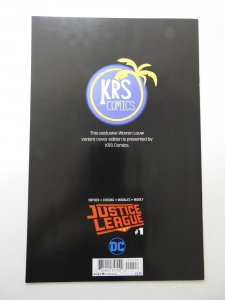 KRS
COMICS
This exclusive Warren Louw
variant cover edition is presented by
KRS Comics.
SNYDER • CHEUNG • MORALES • MOREY
JUSTICE
LEAGUE
#1
DC